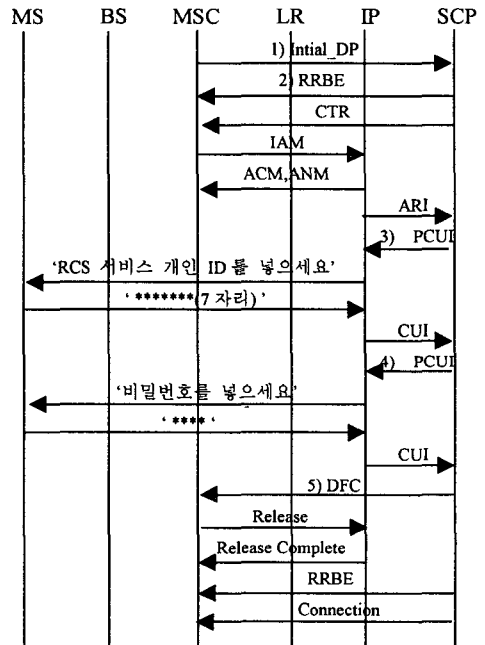 MS BS MSC LR IP SCP
1) Intial_DP
2) RRBE
CTR
IAM
ACM,ANM
ARI
3) PCUI
'RCS 서비스 개인 ID 를 넣으세요'
' *******(7 자리) '
CUI
4) PCUI
'비밀번호를 넣으세요'
' **** '
CUI
5) DFC
Release
Release Complete
RRBE
Connection